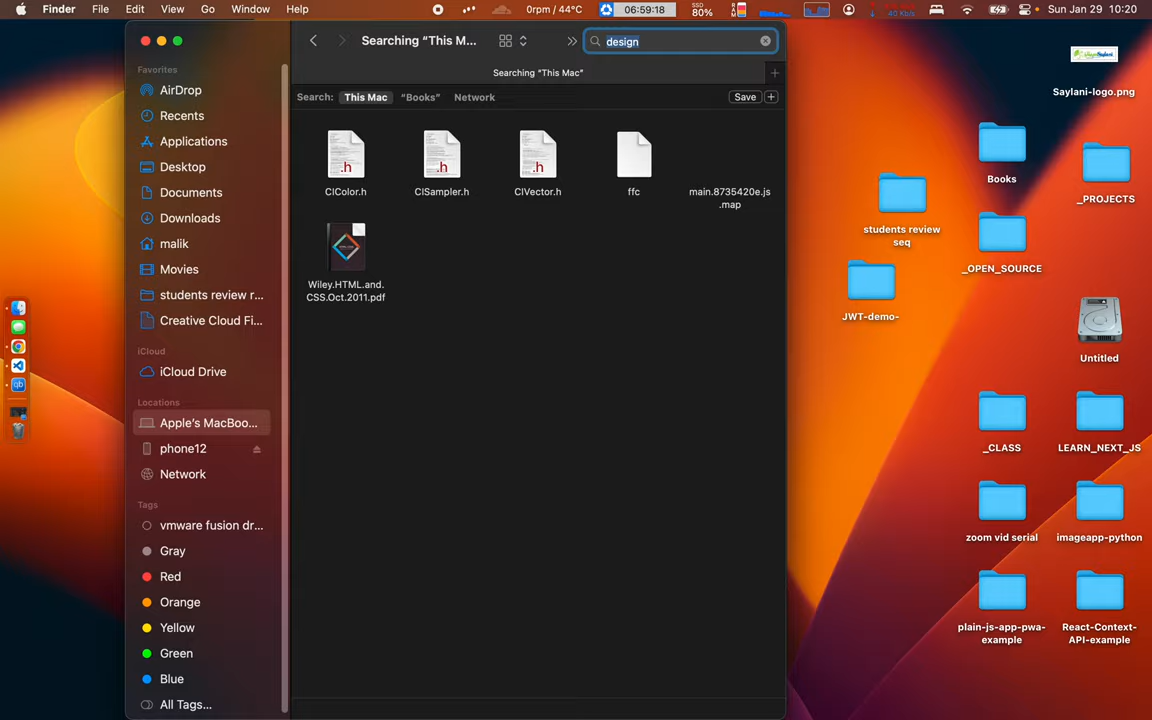 Finder File Edit View Go Window Help 0rpm / 44°C 06:59:18 SSD 80% 40 Kb/s Sun Jan 29 10:20
Searching “This M... design
Searching “This Mac”
Search: This Mac “Books” Network Save
Favorites
AirDrop
Recents
Applications
Desktop
Documents
Downloads
malik
Movies
students review r...
Creative Cloud Fi...
iCloud
iCloud Drive
Locations
Apple’s MacBoo...
phone12
Network
Tags
vmware fusion dr...
Gray
Red
Orange
Yellow
Green
Blue
All Tags...
CIColor.h
CISampler.h
CIVector.h
ffc
main.8735420e.js
.map
Wiley.HTML.and.
CSS.Oct.2011.pdf
Saylani-logo.png
Books
_PROJECTS
students review
seq
_OPEN_SOURCE
JWT-demo-
Untitled
_CLASS
LEARN_NEXT_JS
zoom vid serial
imageapp-python
plain-js-app-pwa-
example
React-Context-
API-example